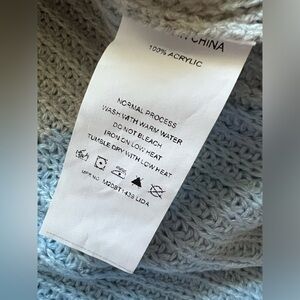 IN CHINA
100% ACRYLIC
NORMAL PROCESS
WASH WITH WARM WATER
DO NOT BLEACH
IRON ON LOW HEAT
TUMBLE DRY WITH LOW HEAT